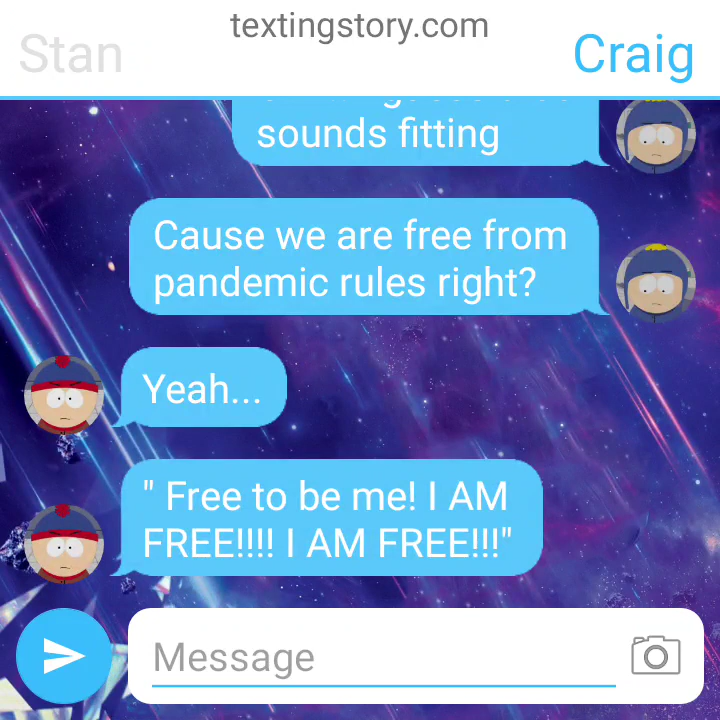 textingstory.com
Stan
Craig
sounds fitting
Cause we are free from
pandemic rules right?
Yeah...
" Free to be me! I AM
FREE!!!! I AM FREE!!!"
Message